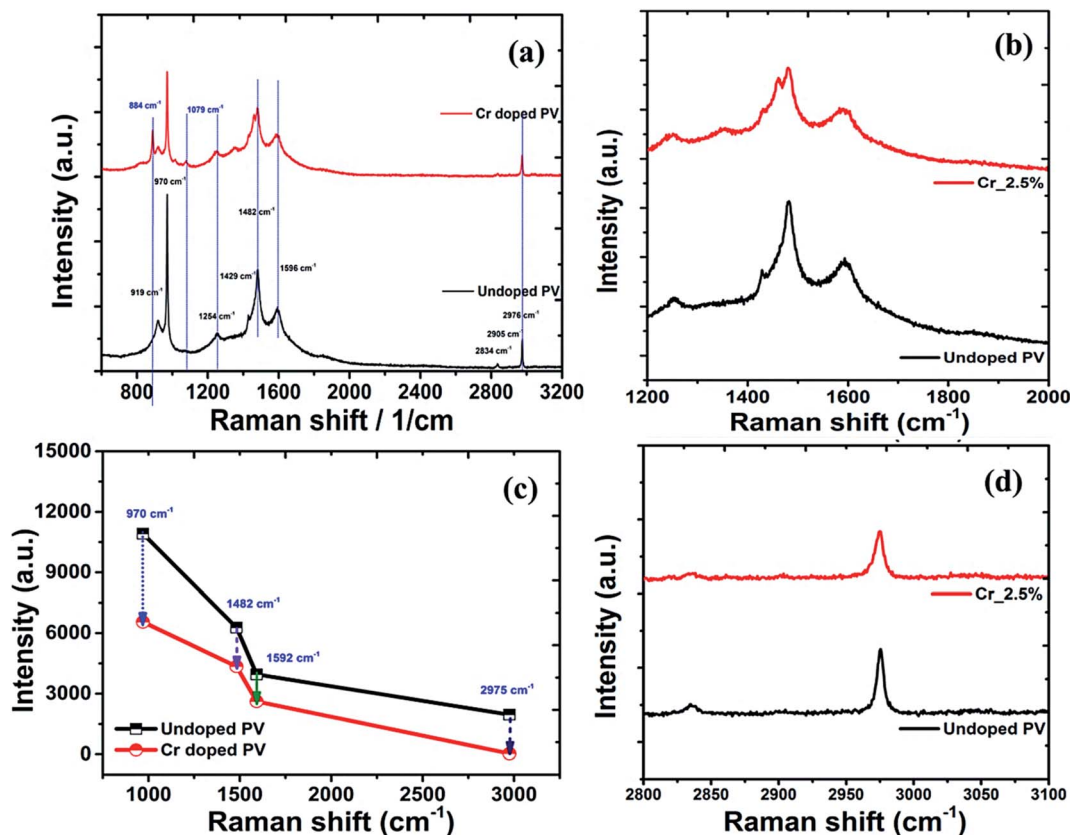 (a)
884 cm⁻¹
1079 cm⁻¹
Cr doped PV
970 cm⁻¹
1482 cm⁻¹
1429 cm⁻¹
1596 cm⁻¹
919 cm⁻¹
1254 cm⁻¹
Undoped PV
2976 cm⁻¹
2905 cm⁻¹
2834 cm⁻¹
Intensity (a.u.)
800 1200 1600 2000 2400 2800 3200
Raman shift / 1/cm
(b)
Cr_2.5%
Undoped PV
Intensity (a.u.)
1200 1400 1600 1800 2000
Raman shift (cm⁻¹)
(c)
15000
12000
9000
6000
3000
0
970 cm⁻¹
1482 cm⁻¹
1592 cm⁻¹
2975 cm⁻¹
Undoped PV
Cr doped PV
Intensity (a.u.)
1000 1500 2000 2500 3000
Raman shift (cm⁻¹)
(d)
Cr_2.5%
Undoped PV
Intensity (a.u.)
2800 2850 2900 2950 3000 3050 3100
Raman shift (cm⁻¹)